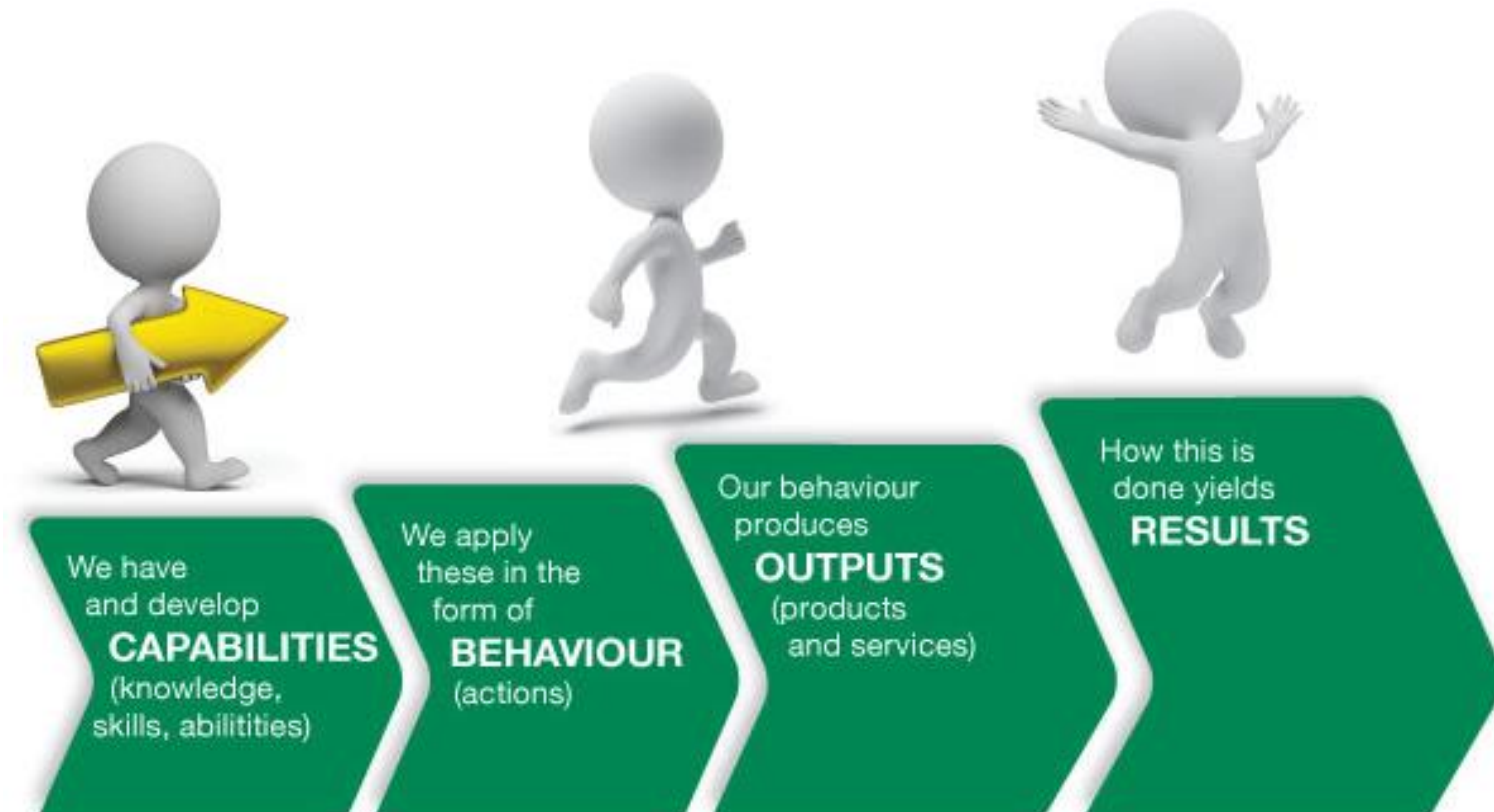 We have
and develop
CAPABILITIES
(knowledge,
skills, abilitities)
We apply
these in the
form of
BEHAVIOUR
(actions)
Our behaviour
produces
OUTPUTS
(products
and services)
How this is
done yields
RESULTS